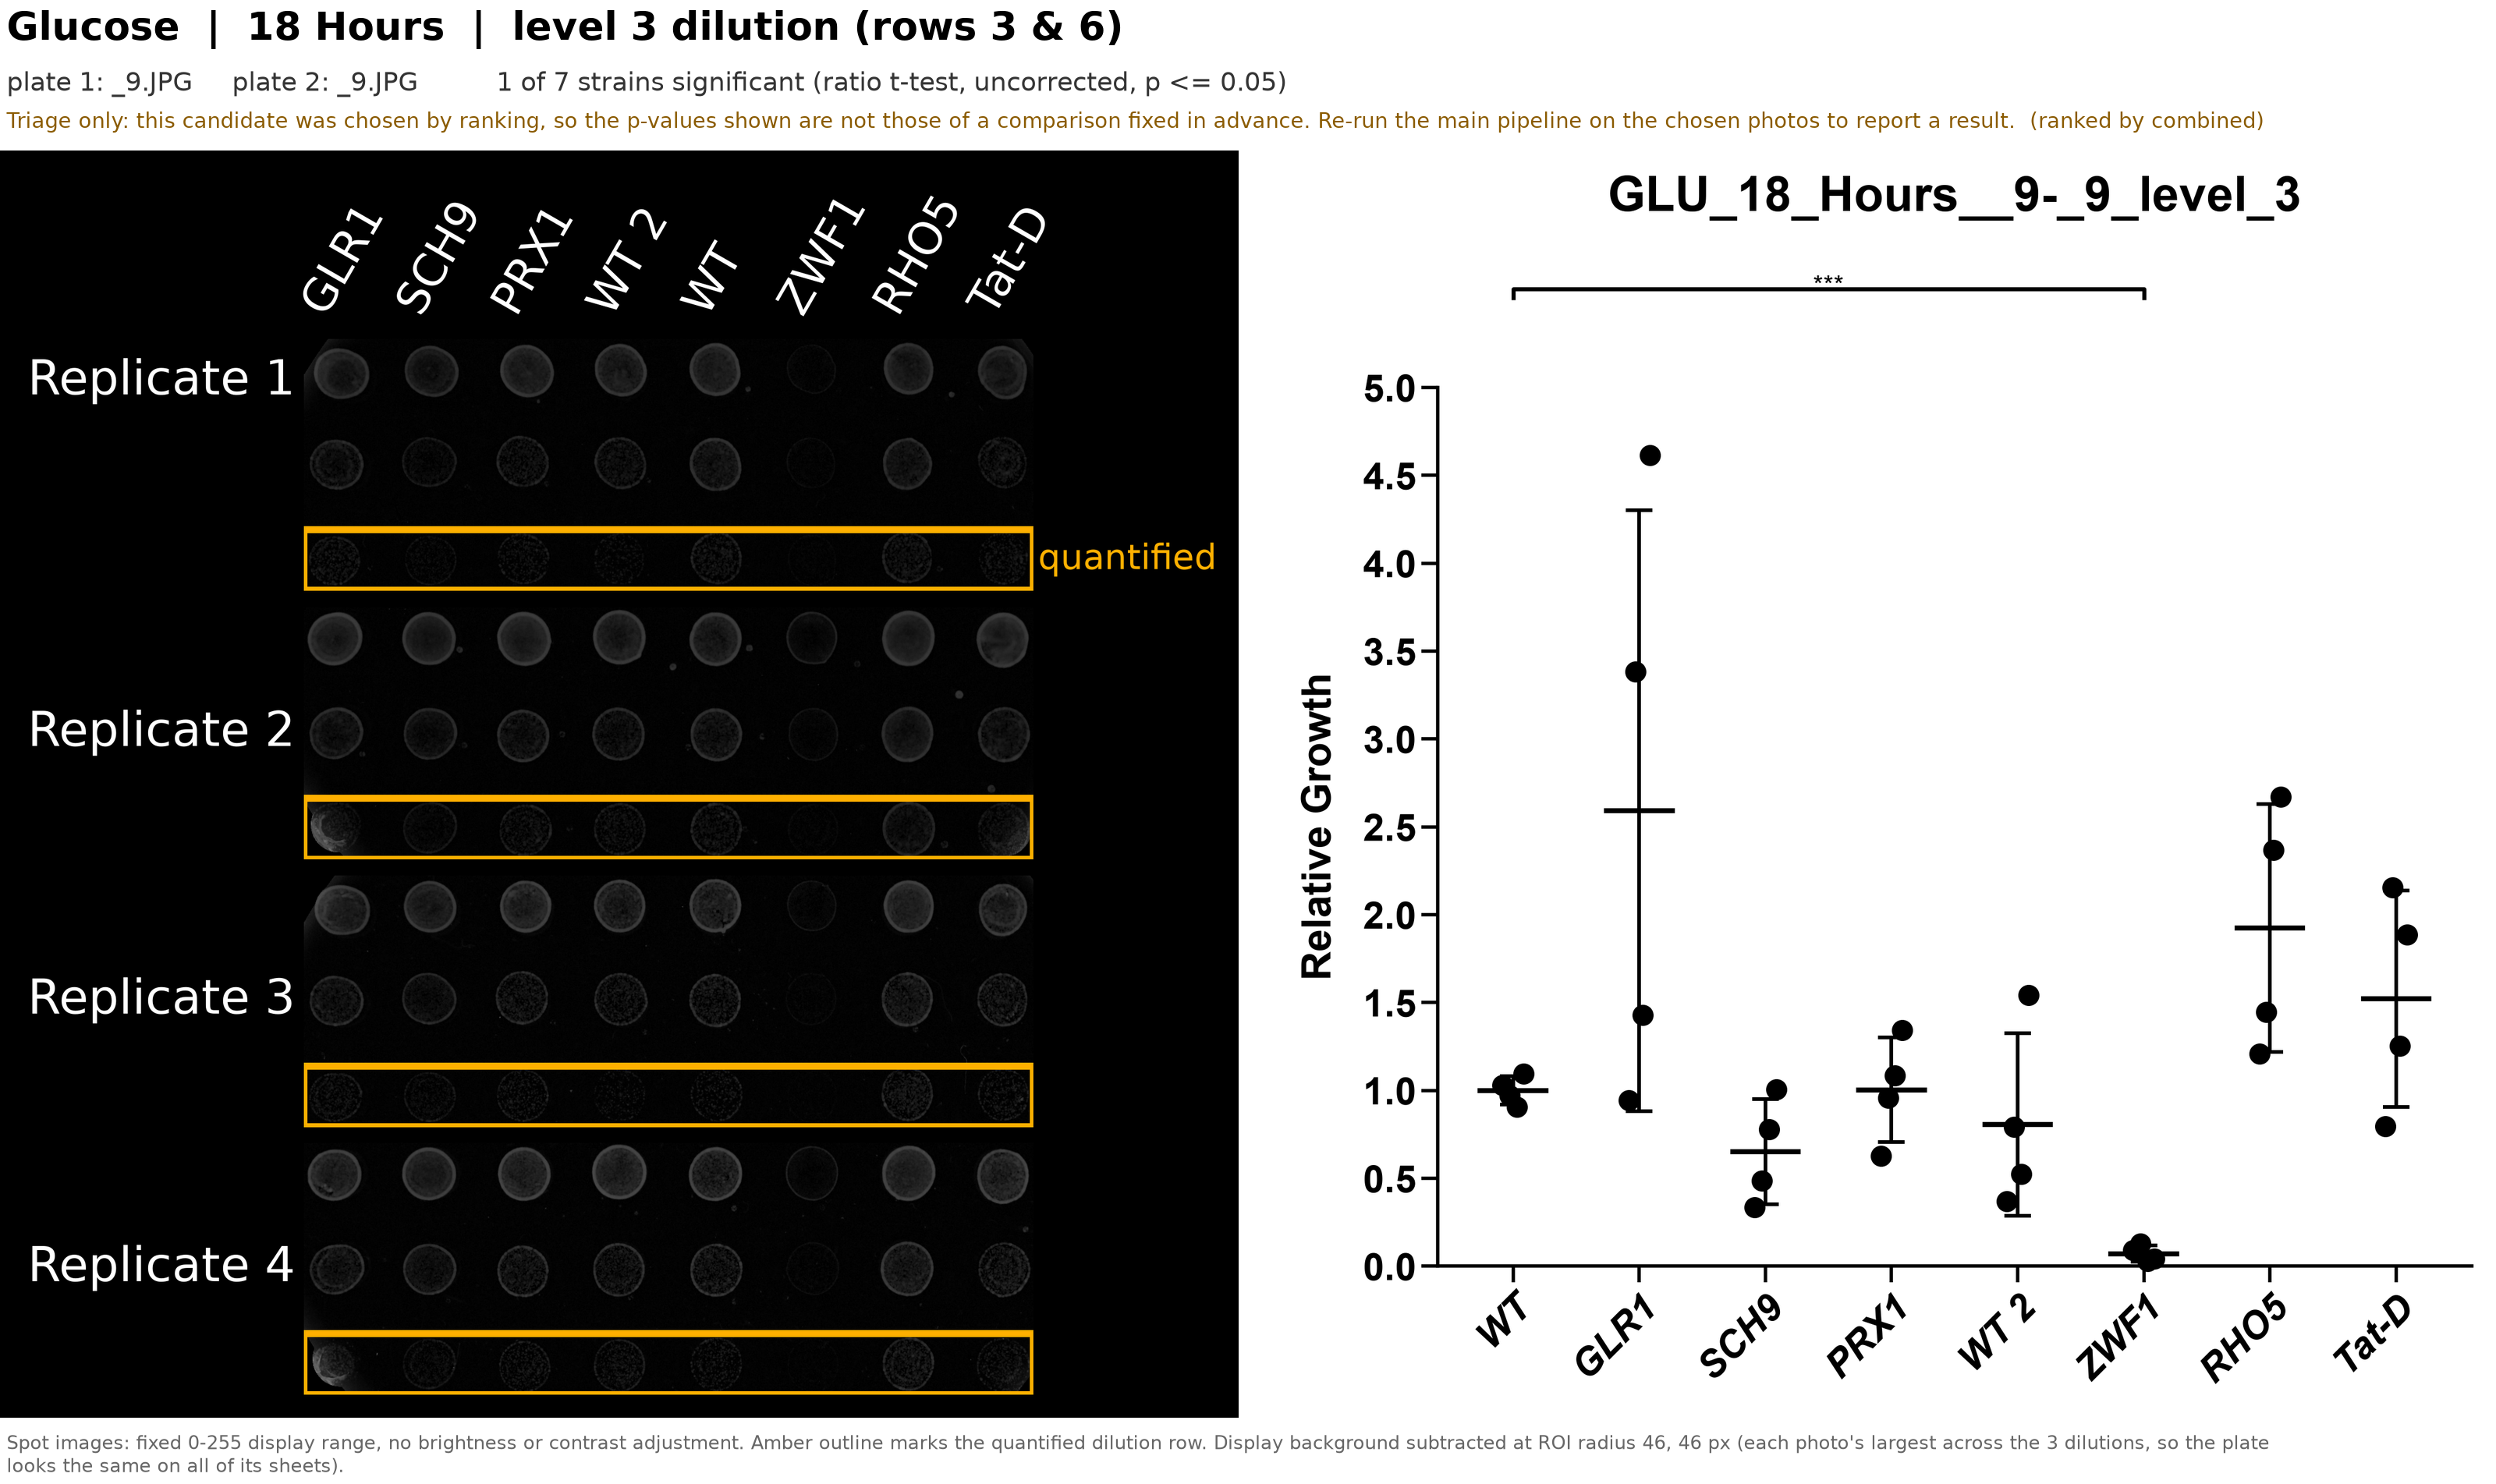 Glucose | 18 Hours | level 3 dilution (rows 3 & 6)
plate 1: _9.JPG plate 2: _9.JPG 1 of 7 strains significant (ratio t-test, uncorrected, p <= 0.05)
Triage only: this candidate was chosen by ranking, so the p-values shown are not those of a comparison fixed in advance. Re-run the main pipeline on the chosen photos to report a result. (ranked by combined)
GLR1 SCH9 PRX1 WT 2 WT ZWF1 RHO5 Tat-D
Replicate 1
quantified
Replicate 2
Replicate 3
Replicate 4
GLU_18_Hours__9-_9_level_3
***
Relative Growth
5.0
4.5
4.0
3.5
3.0
2.5
2.0
1.5
1.0
0.5
0.0
WT GLR1 SCH9 PRX1 WT 2 ZWF1 RHO5 Tat-D
Spot images: fixed 0-255 display range, no brightness or contrast adjustment. Amber outline marks the quantified dilution row. Display background subtracted at ROI radius 46, 46 px (each photo's largest across the 3 dilutions, so the plate
looks the same on all of its sheets).